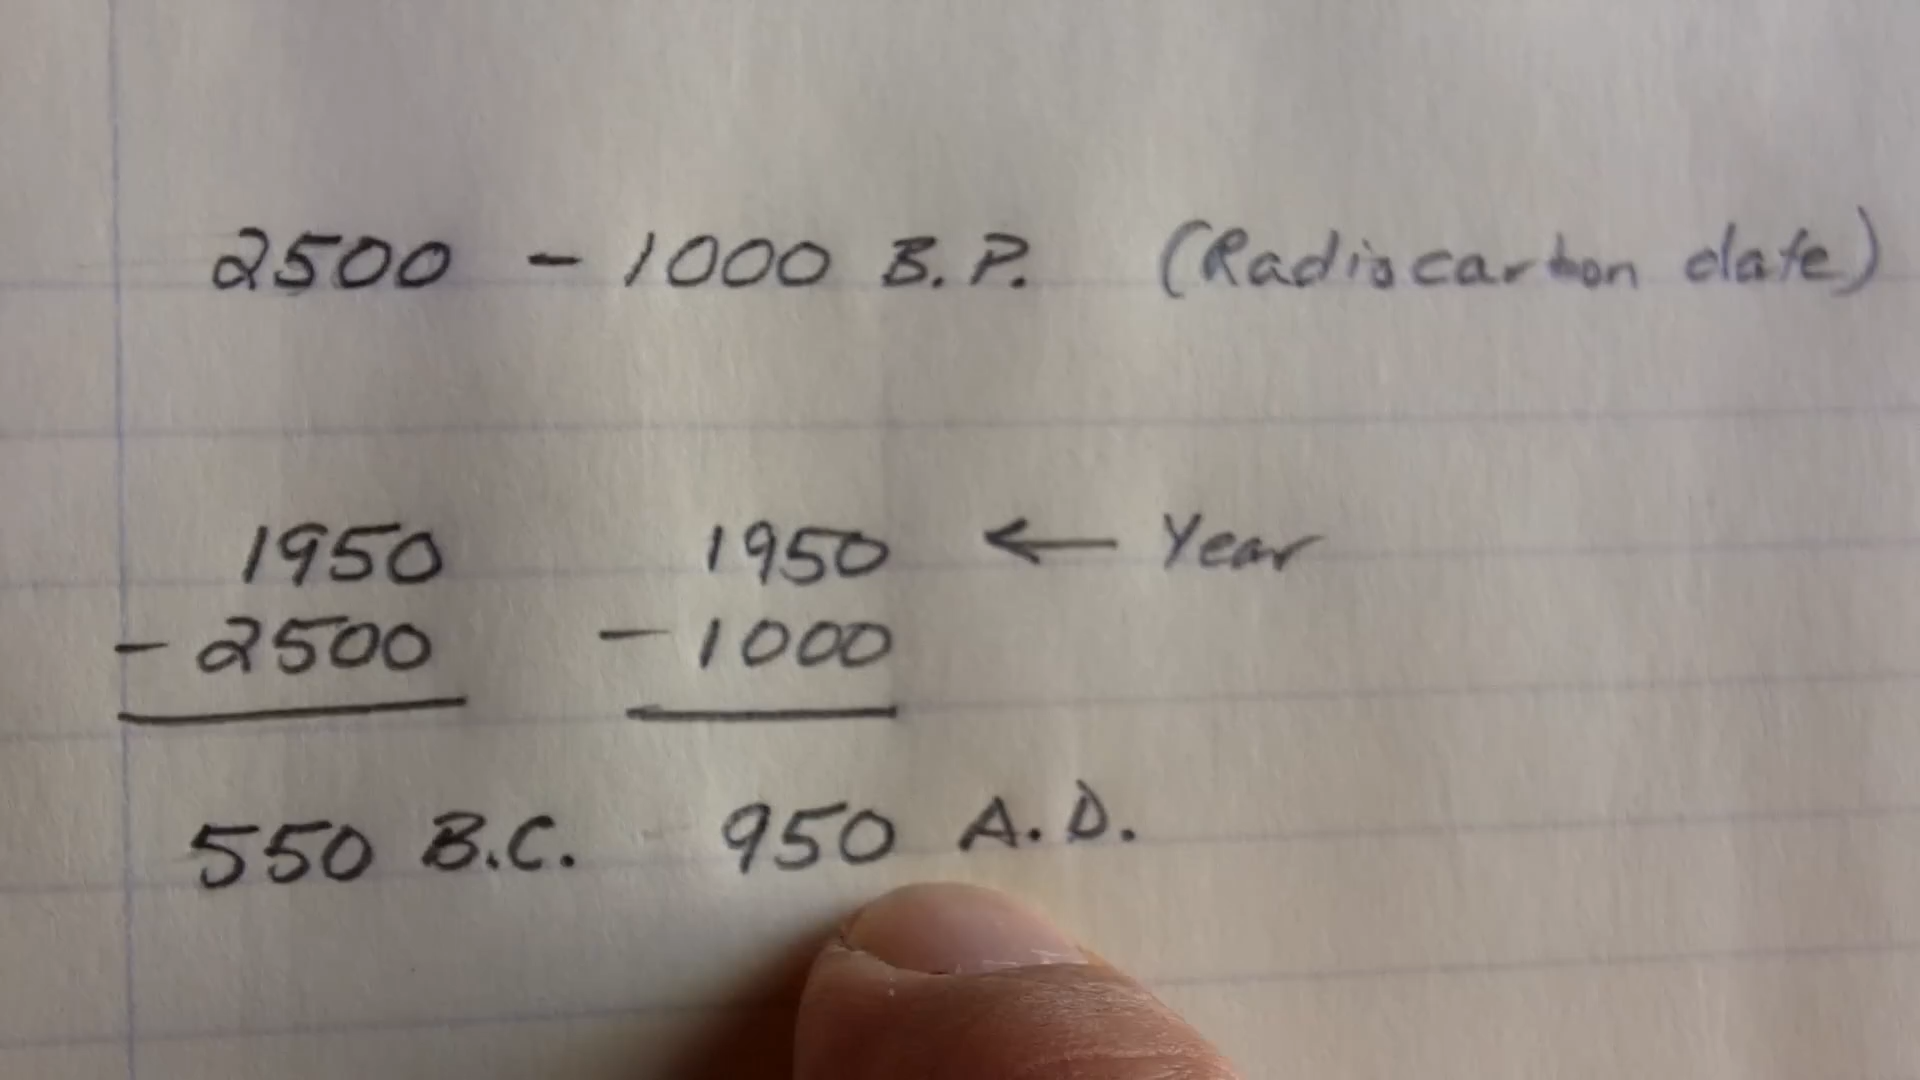 2500 - 1000 B.P. (Radiocarbon date)
1950 1950 ← Year
- 2500 - 1000
550 B.C. - 950 A.D.